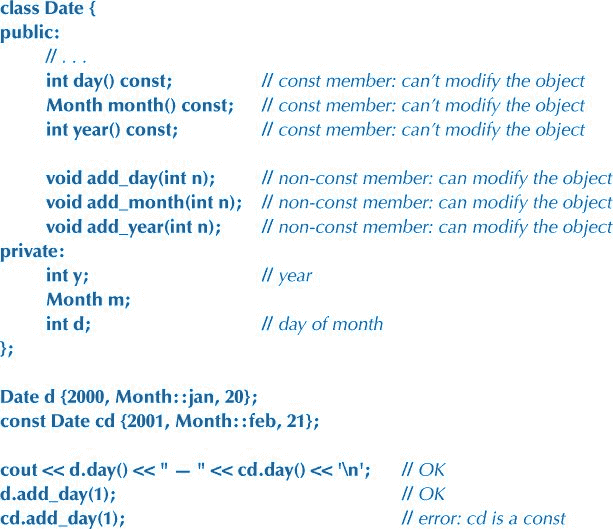 class Date {
public:
// . . .
int day() const; // const member: can’t modify the object
Month month() const; // const member: can’t modify the object
int year() const; // const member: can’t modify the object
void add_day(int n); // non-const member: can modify the object
void add_month(int n); // non-const member: can modify the object
void add_year(int n); // non-const member: can modify the object
private:
int y; // year
Month m;
int d; // day of month
};
Date d {2000, Month::jan, 20};
const Date cd {2001, Month::feb, 21};
cout << d.day() << " — " << cd.day() << '\n'; // OK
d.add_day(1); // OK
cd.add_day(1); // error: cd is a const